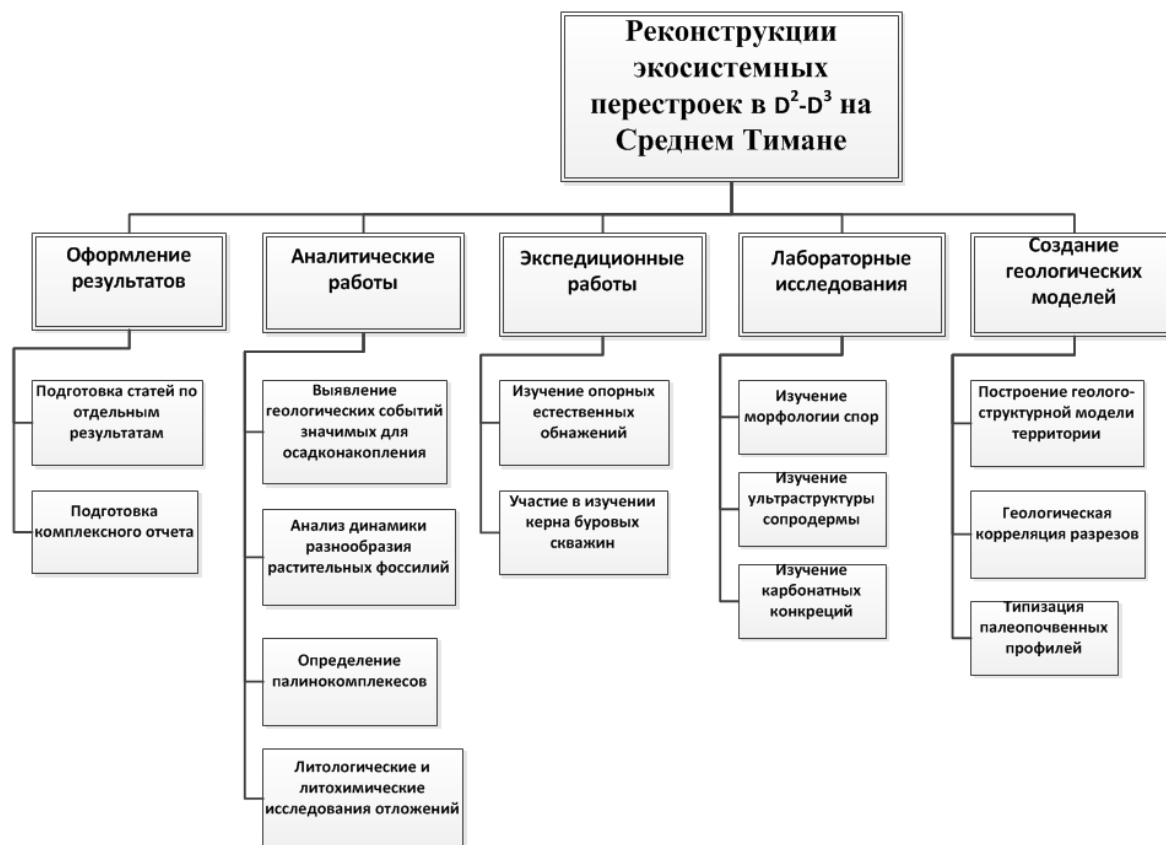 Реконструкции
экосистемных
перестроек в D²-D³ на
Среднем Тимане
Оформление
результатов
Аналитические
работы
Экспедиционные
работы
Лабораторные
исследования
Создание
геологических
моделей
Подготовка статей по
отдельным
результатам
Подготовка
комплексного отчета
Выявление
геологических событий
значимых для
осадконакопления
Анализ динамики
разнообразия
растительных фоссилий
Определение
палинокомплекесов
Литологические и
литохимические
исследования отложений
Изучение опорных
естественных
обнажений
Участие в изучении
керна буровых
скважин
Изучение
морфологии спор
Изучение
ультраструктуры
сопродермы
Изучение
карбонатных
конкреций
Построение геолого-
структурной модели
территории
Геологическая
корреляция разрезов
Типизация
палеопочвенных
профилей